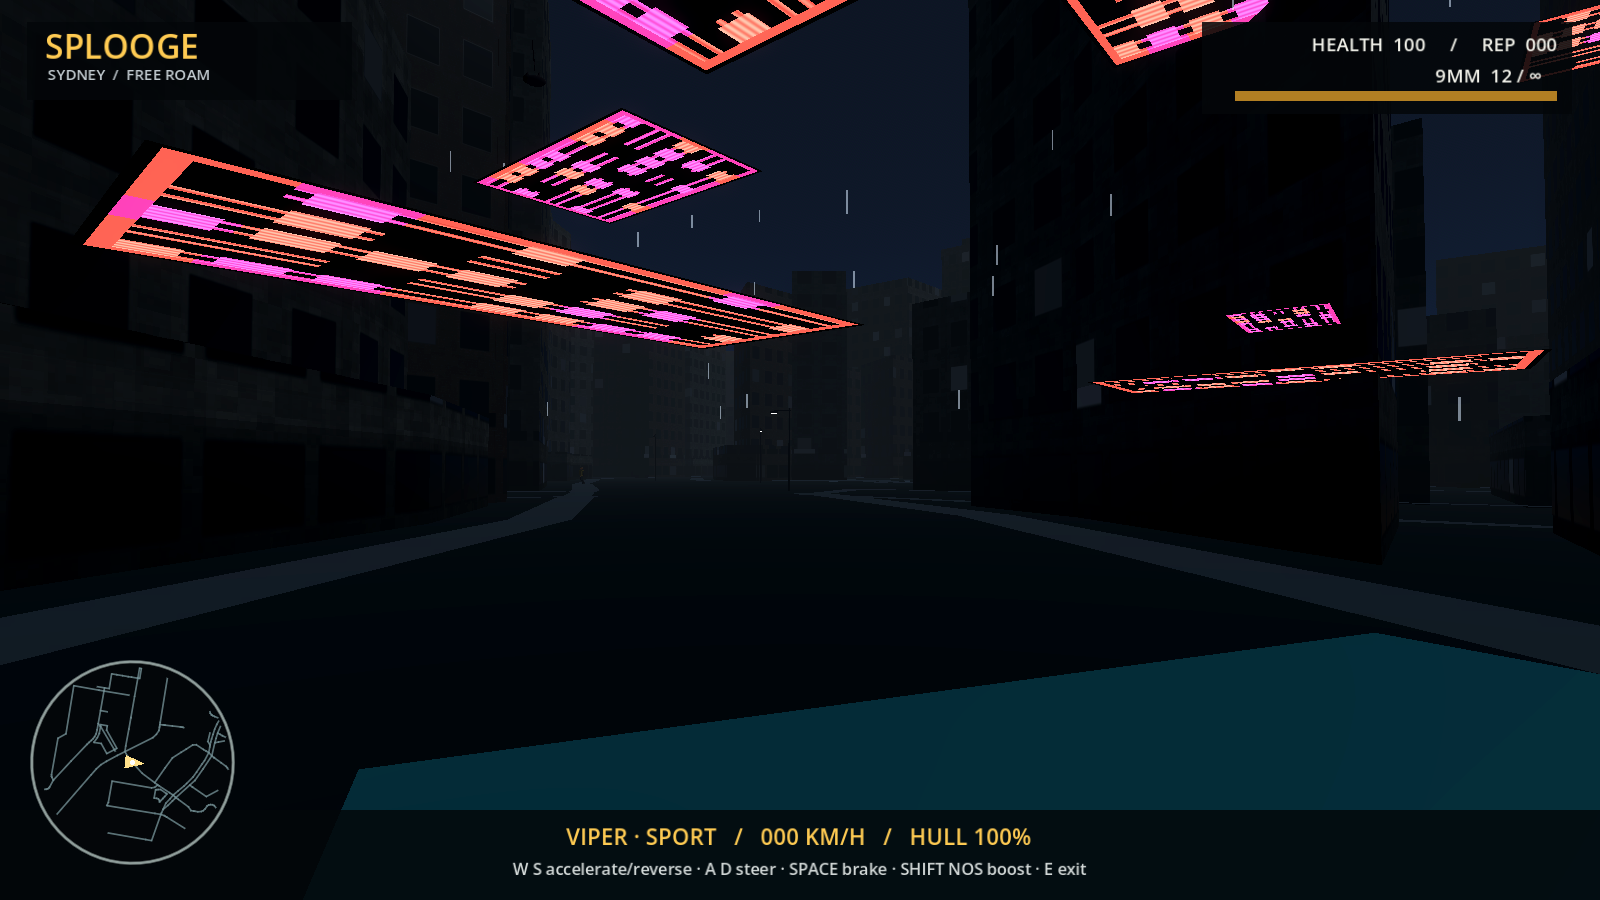 SPLOOGE
SYDNEY / FREE ROAM
HEALTH 100 / REP 000
9MM 12 / ∞
VIPER · SPORT / 000 KM/H / HULL 100%
W S accelerate/reverse · A D steer · SPACE brake · SHIFT NOS boost · E exit